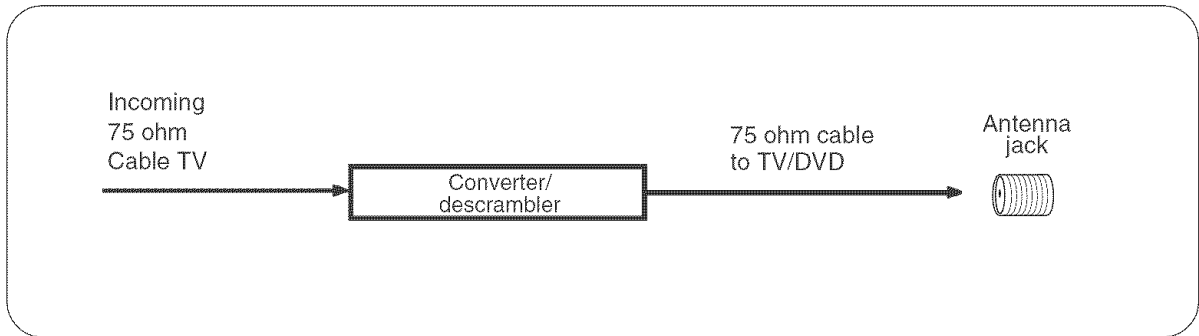 Incoming
75 ohm
Cable TV
Converter/
descrambler
75 ohm cable
to TV/DVD
Antenna
jack